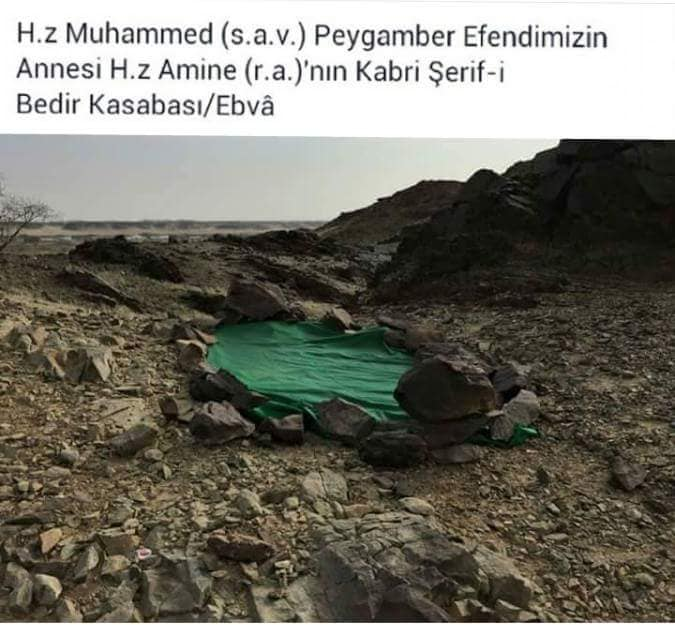 H.z Muhammed (s.a.v.) Peygamber Efendimizin
Annesi H.z Amine (r.a.)'nın Kabri Şerif-i
Bedir Kasabası/Ebvâ